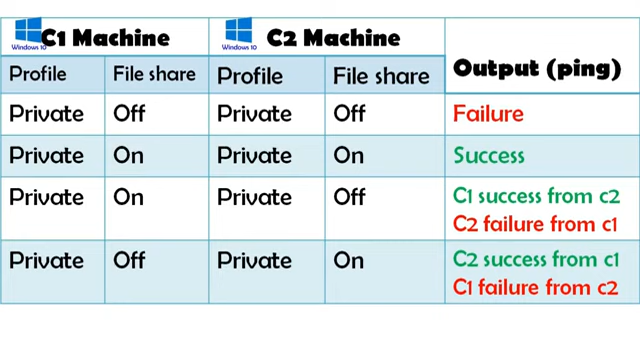 C1 Machine C2 Machine
Windows 10 Windows 10
Output (ping)
Profile File share Profile File share
Private Off Private Off Failure
Private On Private On Success
Private On Private Off C1 success from c2
C2 failure from c1
Private Off Private On C2 success from c1
C1 failure from c2